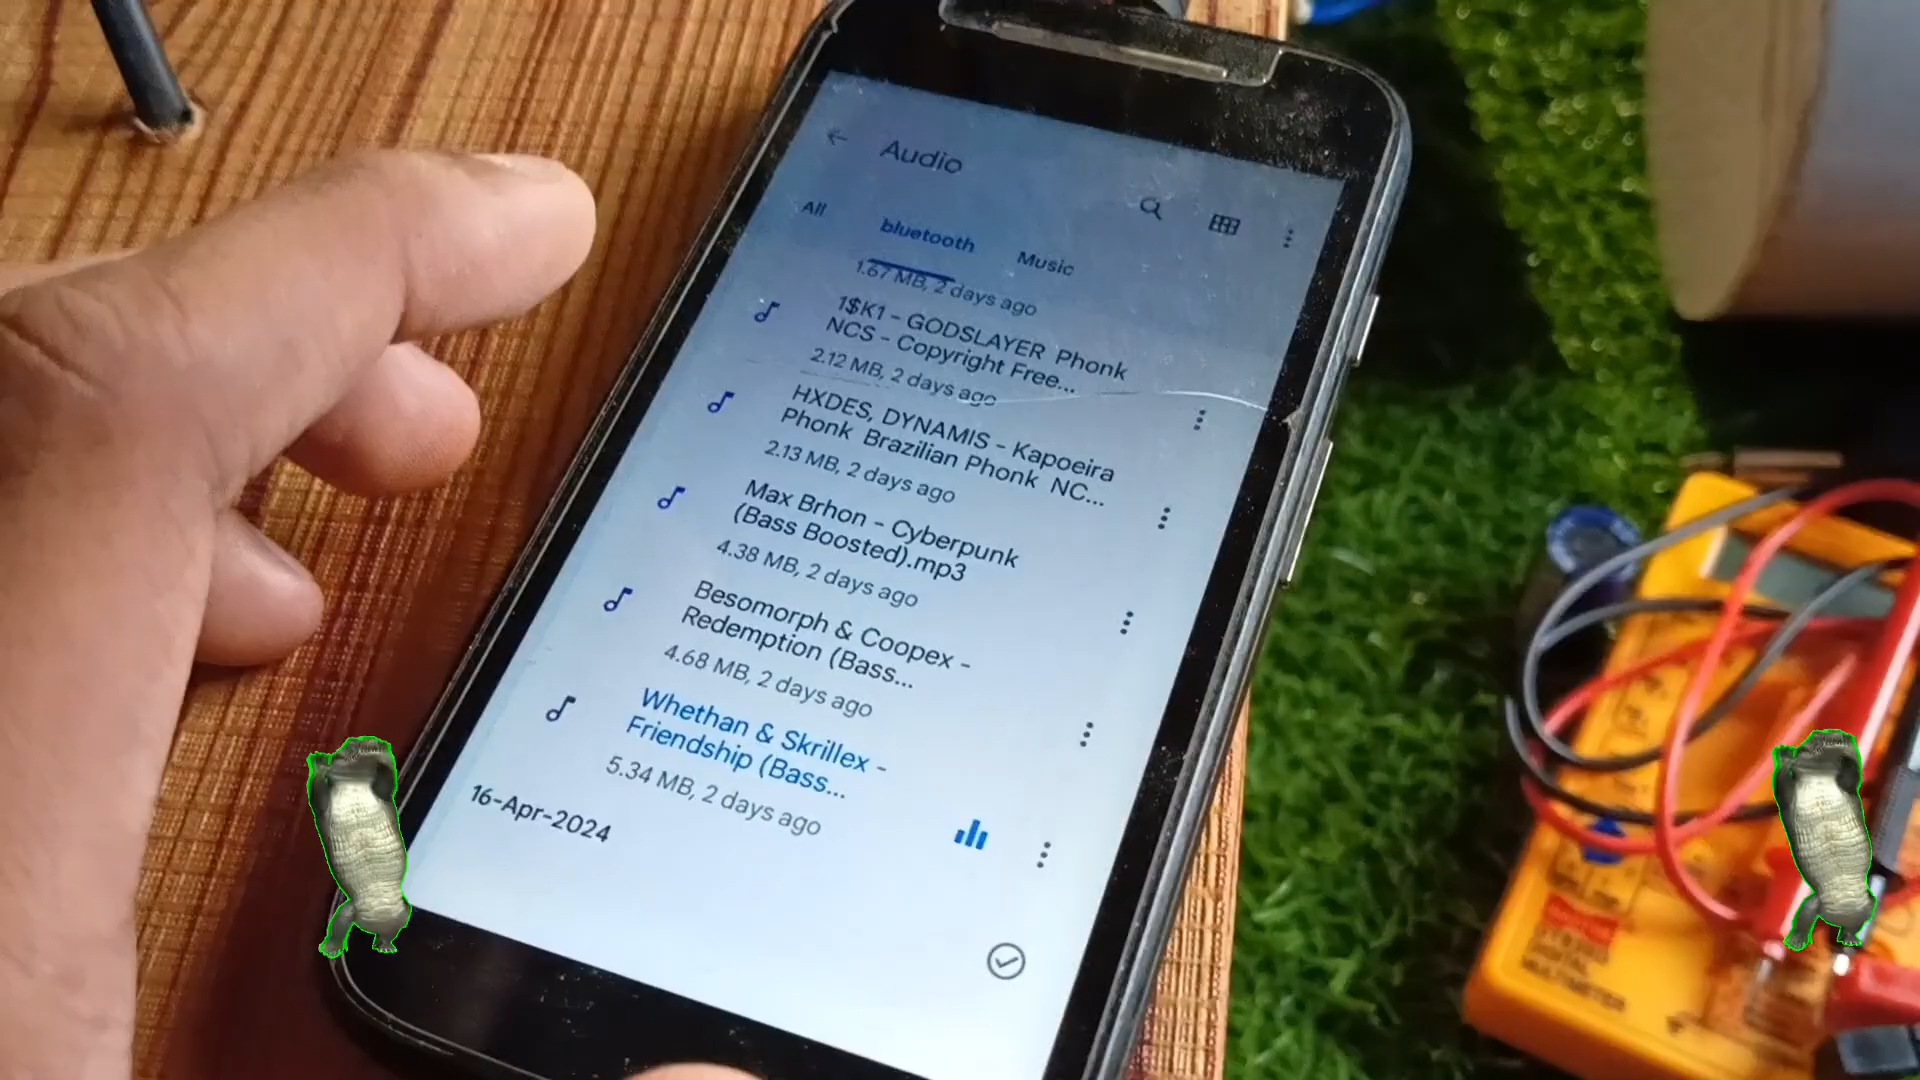 Audio
All
bluetooth
Music
1.67 MB, 2 days ago
1$K1 - GODSLAYER Phonk
NCS - Copyright Free...
2.12 MB, 2 days ago
HXDES, DYNAMIS - Kapoeira
Phonk Brazilian Phonk NC...
2.13 MB, 2 days ago
Max Brhon - Cyberpunk
(Bass Boosted).mp3
4.38 MB, 2 days ago
Besomorph & Coopex -
Redemption (Bass...
4.68 MB, 2 days ago
Whethan & Skrillex -
Friendship (Bass...
5.34 MB, 2 days ago
16-Apr-2024
DIGITAL
MULTIMETER